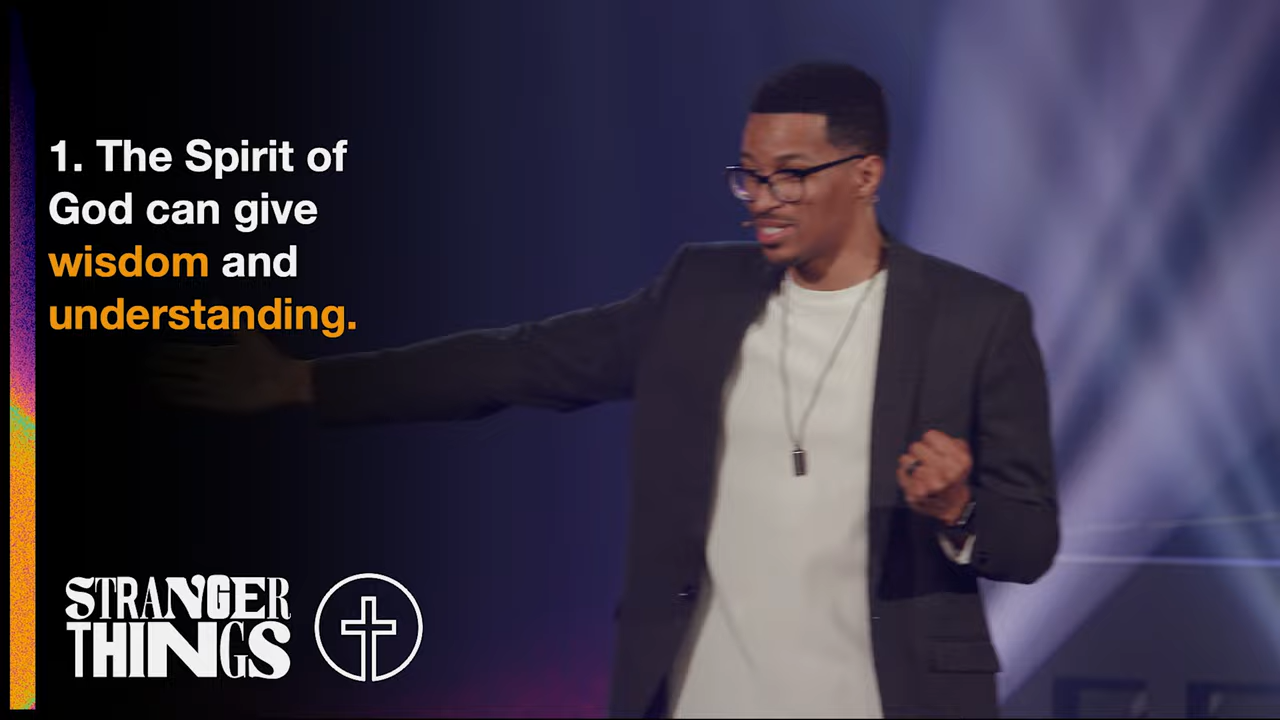 1. The Spirit of
God can give
wisdom and
understanding.
STRANGER
THINGS